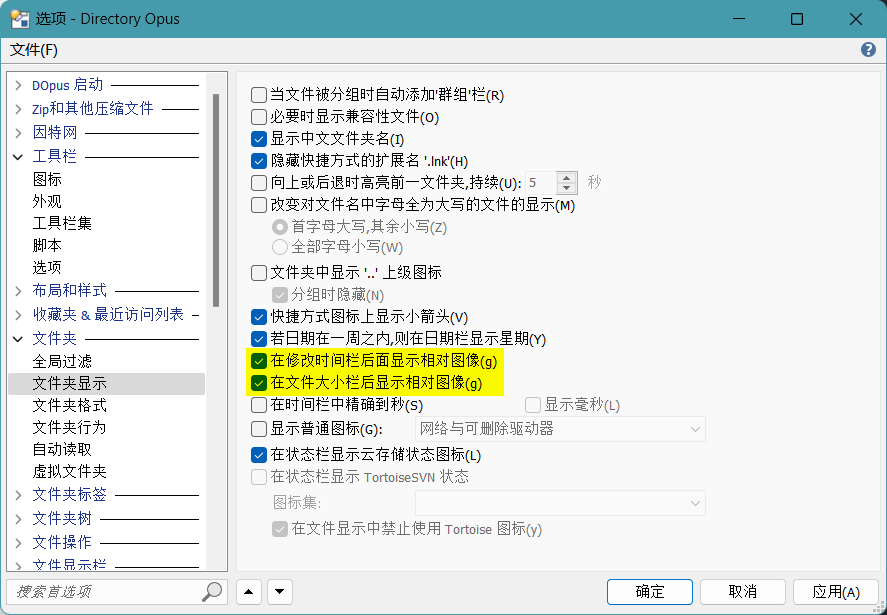 选项 - Directory Opus
文件(F)
DOpus 启动
Zip和其他压缩文件
因特网
工具栏
图标
外观
工具栏集
脚本
选项
布局和样式
收藏夹 & 最近访问列表
文件夹
全局过滤
文件夹显示
文件夹格式
文件夹行为
自动读取
虚拟文件夹
文件夹标签
文件夹树
文件操作
文件显示栏
搜索首选项
当文件被分组时自动添加'群组'栏(R)
必要时显示兼容性文件(O)
显示中文文件夹名(I)
隐藏快捷方式的扩展名 '.lnk'(H)
向上或后退时高亮前一文件夹,持续(U): 5 秒
改变对文件名中字母全为大写的文件的显示(M)
首字母大写,其余小写(Z)
全部字母小写(W)
文件夹中显示 '..' 上级图标
分组时隐藏(N)
快捷方式图标上显示小箭头(V)
若日期在一周之内,则在日期栏显示星期(Y)
在修改时间栏后面显示相对图像(g)
在文件大小栏后显示相对图像(g)
在时间栏中精确到秒(S) 显示毫秒(L)
显示普通图标(G): 网络与可删除驱动器
在状态栏显示云存储状态图标(L)
在状态栏显示 TortoiseSVN 状态
图标集:
在文件显示中禁止使用 Tortoise 图标(y)
确定 取消 应用(A)